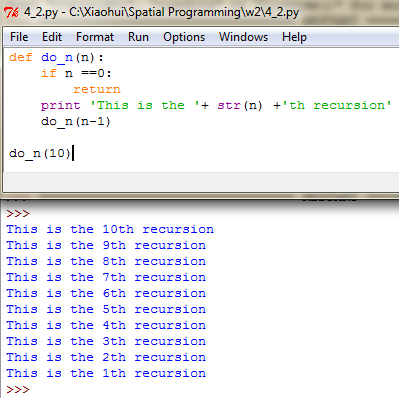 4_2.py - C:\Xiaohui\Spatial Programming\w2\4_2.py
File Edit Format Run Options Windows Help
def do_n(n):
    if n ==0:
        return
    print 'This is the '+ str(n) +'th recursion'
    do_n(n-1)
do_n(10)
>>>
This is the 10th recursion
This is the 9th recursion
This is the 8th recursion
This is the 7th recursion
This is the 6th recursion
This is the 5th recursion
This is the 4th recursion
This is the 3th recursion
This is the 2th recursion
This is the 1th recursion
>>>